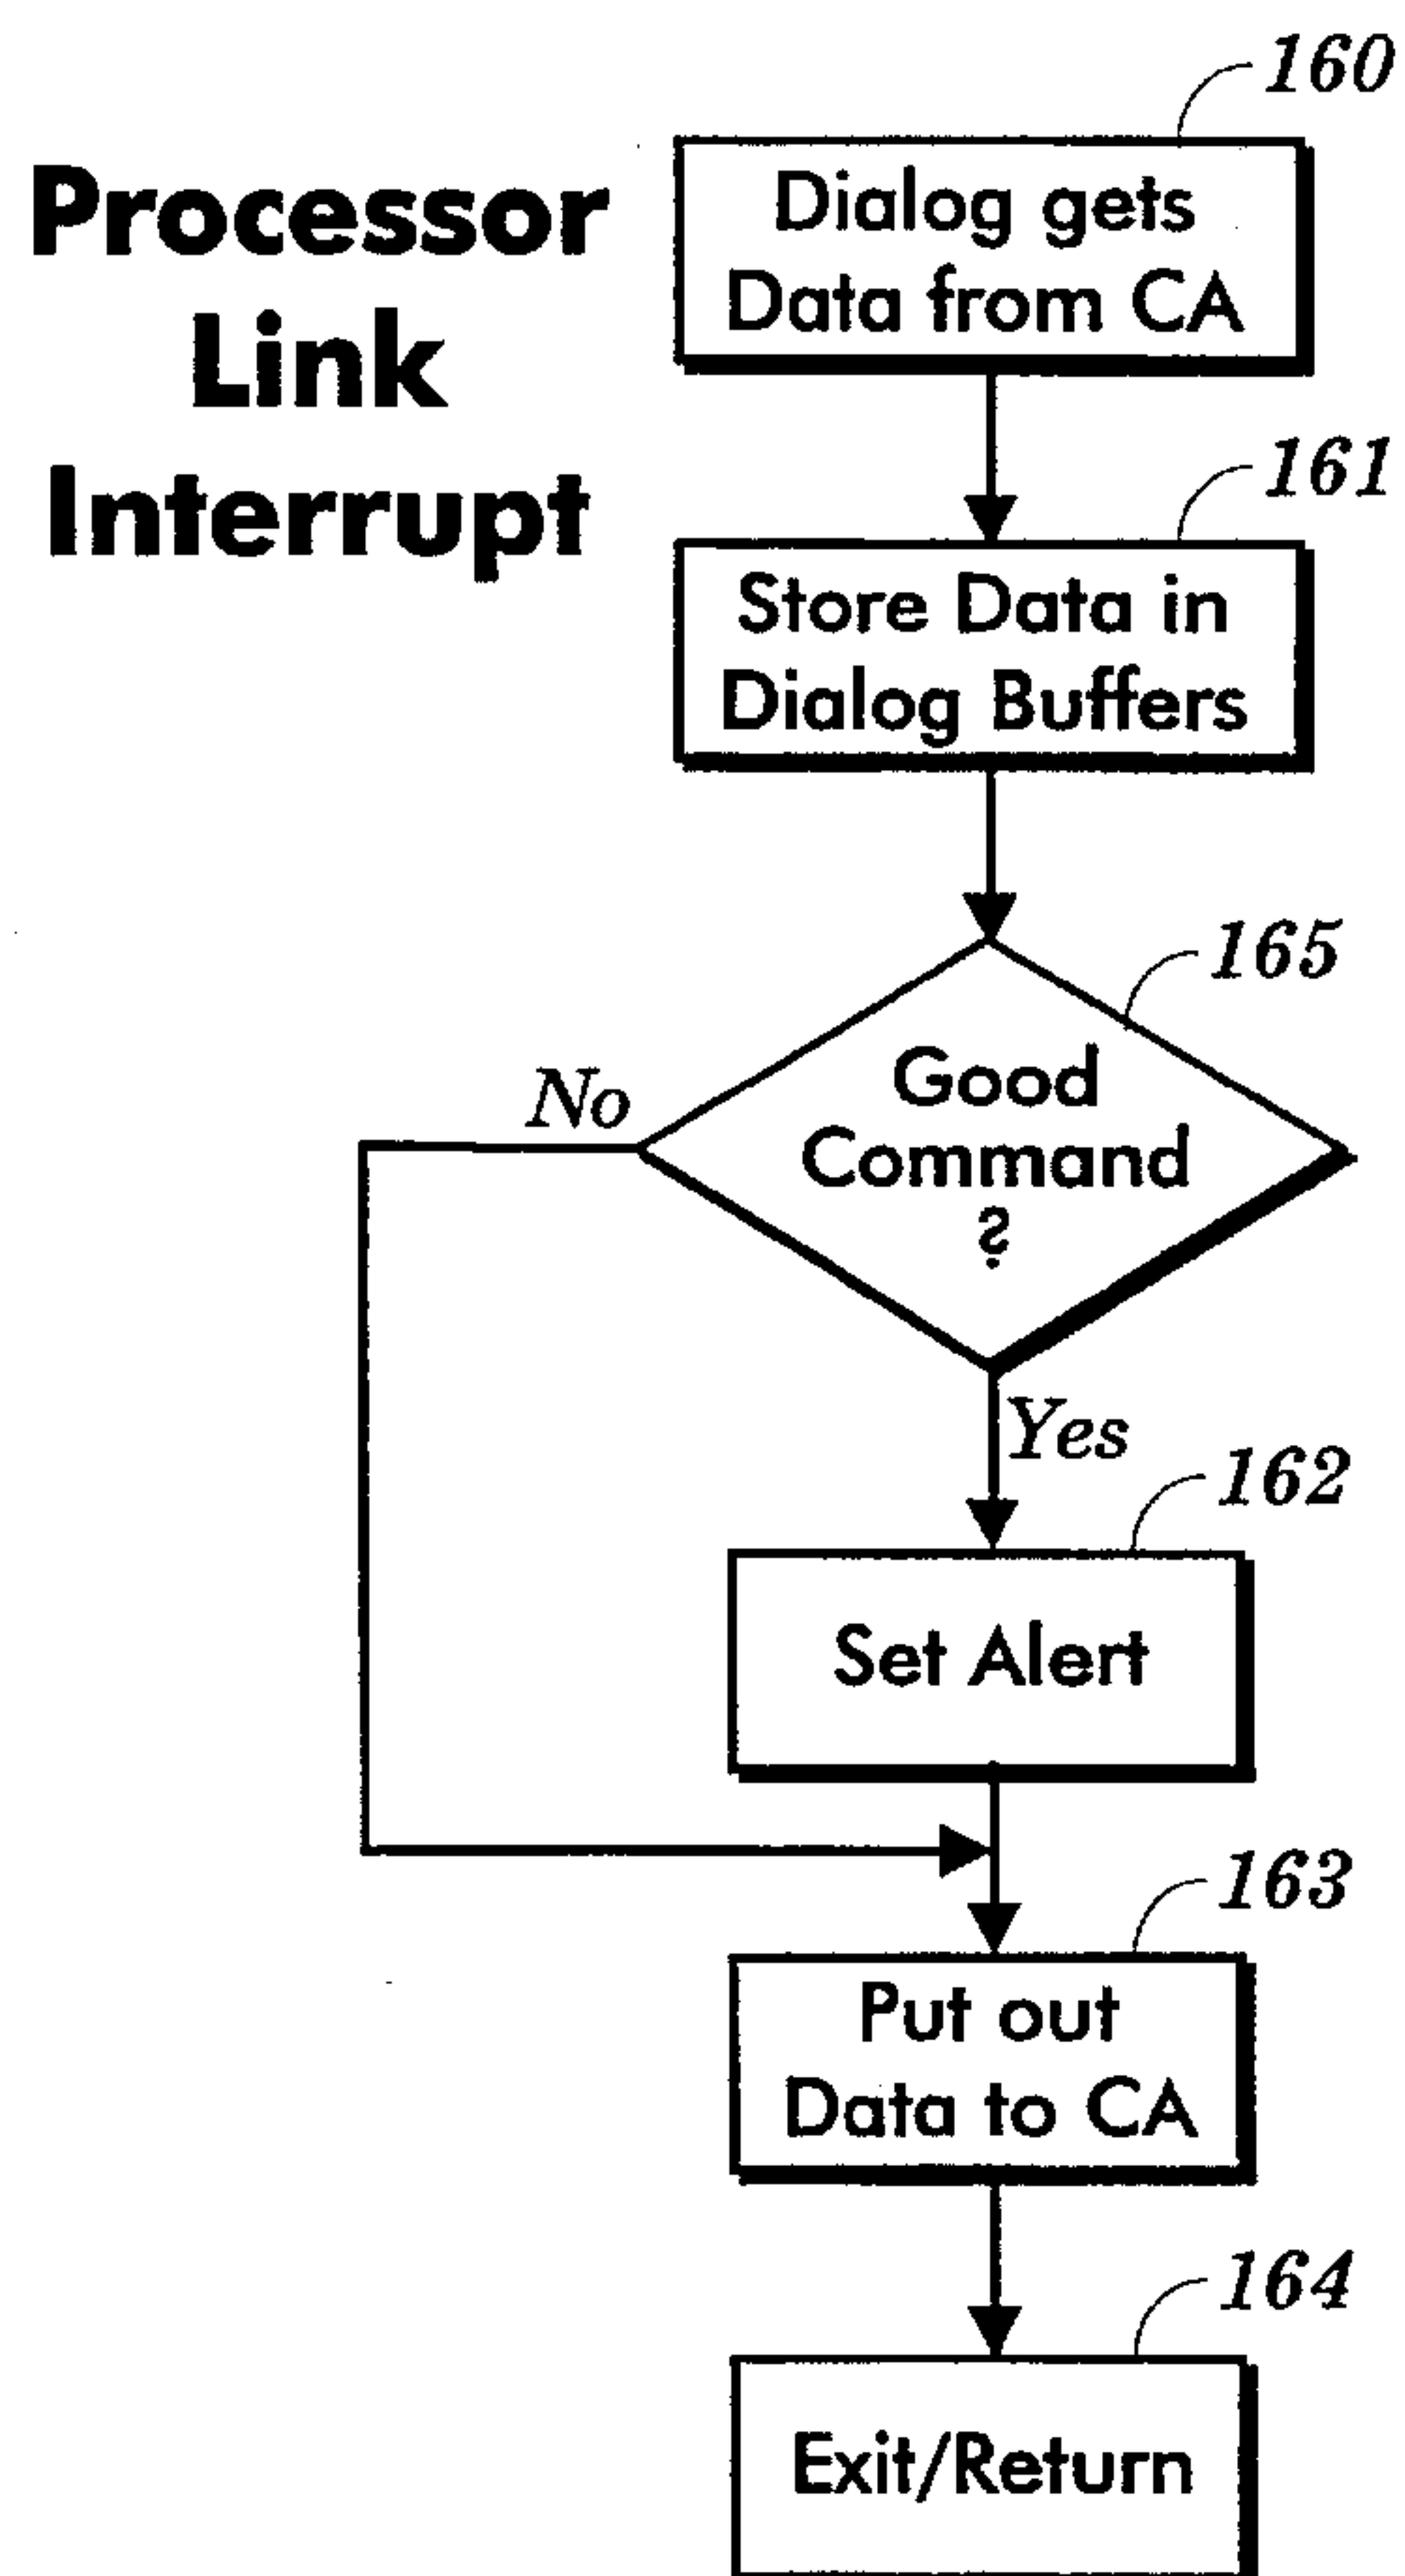 Processor
Link
Interrupt
160
Dialog gets
Data from CA
161
Store Data in
Dialog Buffers
165
Good
Command
?
No
Yes
162
Set Alert
163
Put out
Data to CA
164
Exit/Return